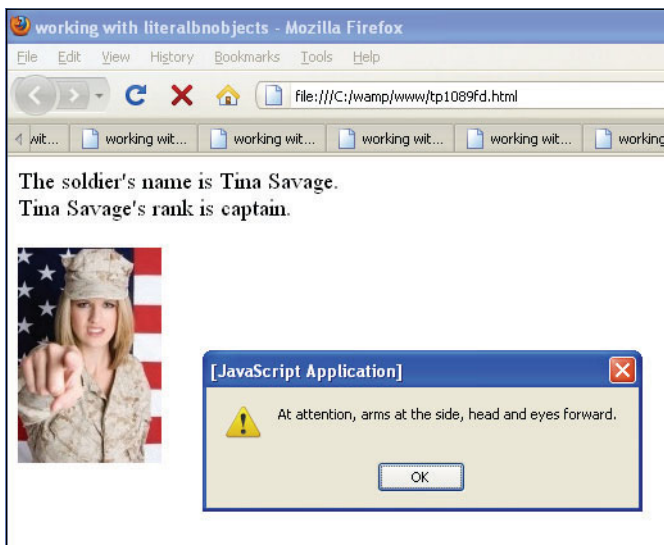 working with literalbnobjects - Mozilla Firefox
File Edit View History Bookmarks Tools Help
file:///C:/wamp/www/tp1089fd.html
wit... working wit... working wit... working wit... working wit... working
The soldier's name is Tina Savage.
Tina Savage's rank is captain.
[JavaScript Application]
At attention, arms at the side, head and eyes forward.
OK